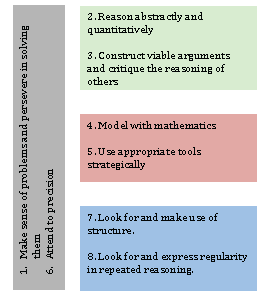 1. Make sense of problems and persevere in solving
them
6. Attend to precision
2. Reason abstractly and
quantitatively
3. Construct viable arguments
and critique the reasoning of
others
4. Model with mathematics
5. Use appropriate tools
strategically
7. Look for and make use of
structure.
8. Look for and express regularity
in repeated reasoning.